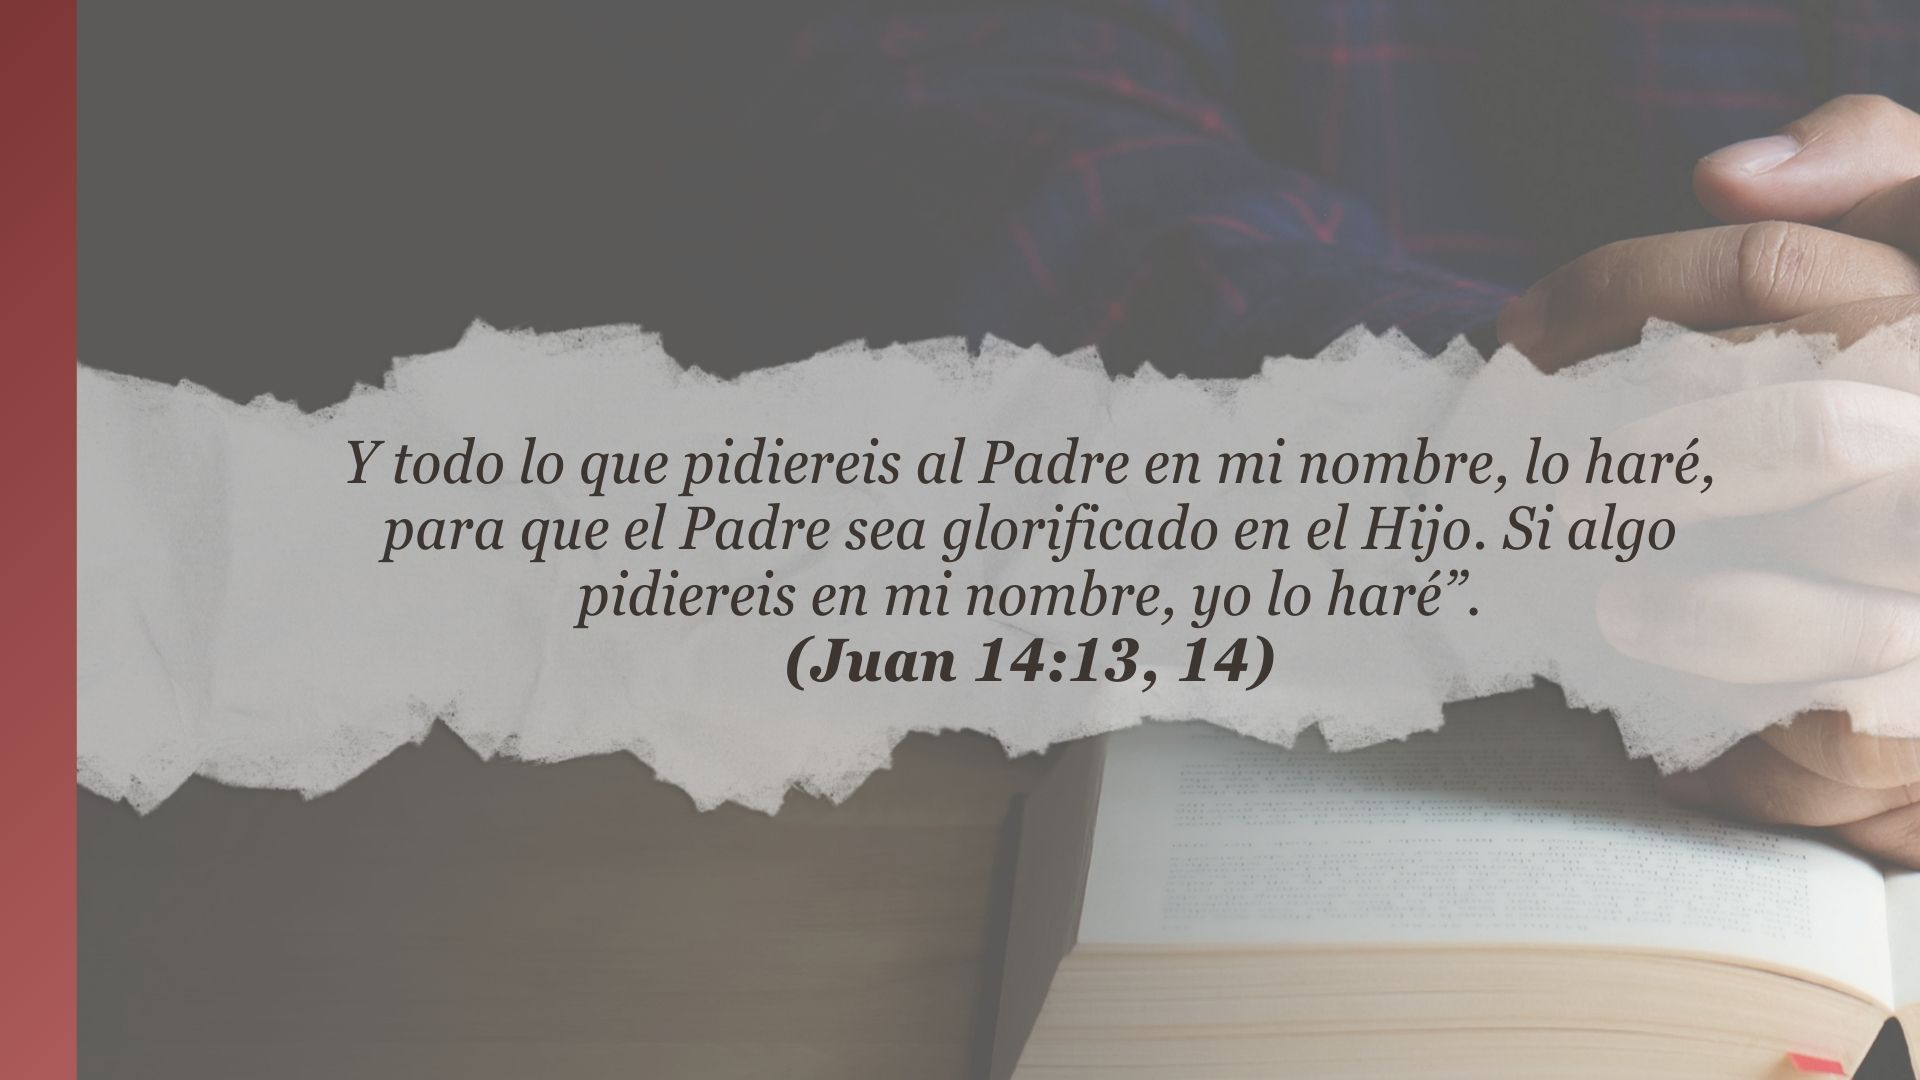 Y todo lo que pidiereis al Padre en mi nombre, lo haré,
para que el Padre sea glorificado en el Hijo. Si algo
pidiereis en mi nombre, yo lo haré”.
(Juan 14:13, 14)